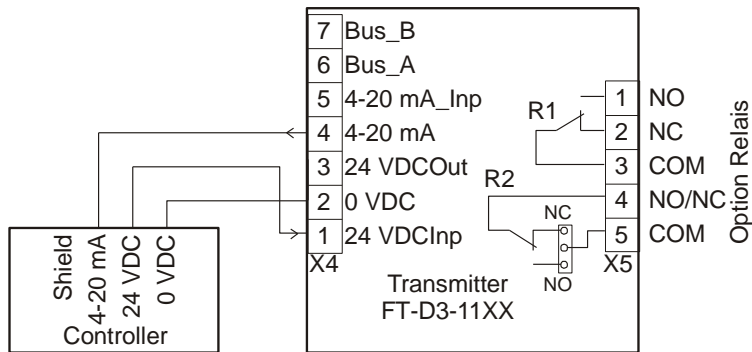 7 Bus_B
6 Bus_A
5 4-20 mA_Inp
4 4-20 mA
3 24 VDCOut
2 0 VDC
1 24 VDCInp
X4
R1
R2
NC
NO
1 NO
2 NC
3 COM
4 NO/NC
5 COM
X5
Option Relais
Transmitter
FT-D3-11XX
Shield
4-20 mA
24 VDC
0 VDC
Controller